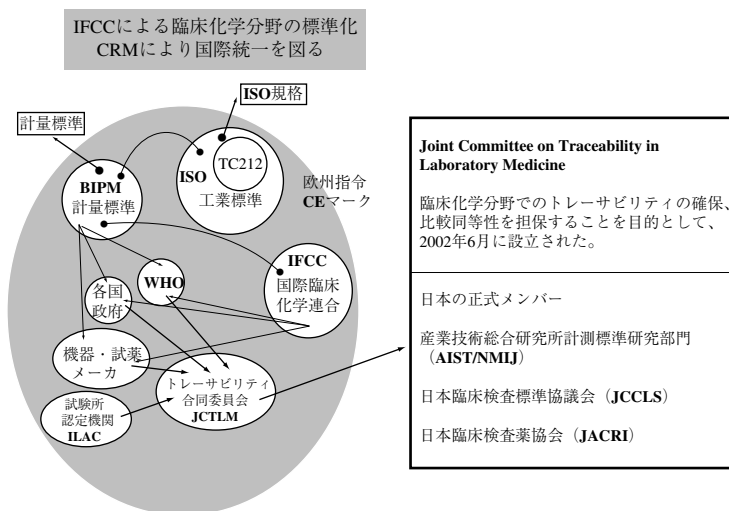 IFCCによる臨床化学分野の標準化
CRMにより国際統一を図る
ISO規格
計量標準
BIPM
計量標準
ISO
TC212
工業標準
欧州指令
CEマーク
IFCC
国際臨床
化学連合
WHO
各国
政府
機器・試薬
メーカ
トレーサビリティ
合同委員会
JCTLM
試験所
認定機関
ILAC
Joint Committee on Traceability in
Laboratory Medicine
臨床化学分野でのトレーサビリティの確保、
比較同等性を担保することを目的として、
2002年6月に設立された。
日本の正式メンバー
産業技術総合研究所計測標準研究部門
（AIST/NMIJ）
日本臨床検査標準協議会（JCCLS）
日本臨床検査薬協会（JACRI）